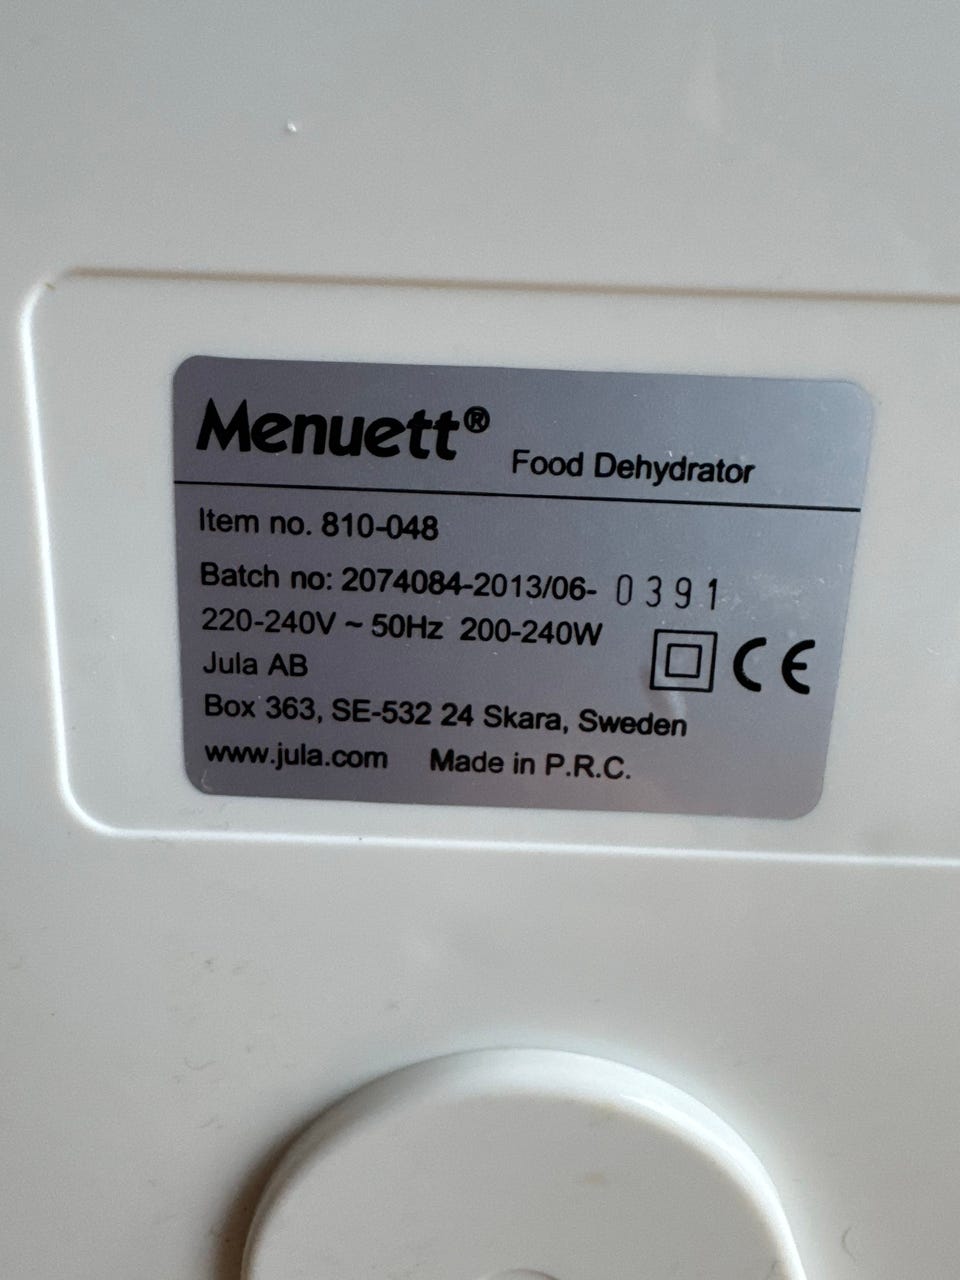 Menuett® Food Dehydrator
Item no. 810-048
Batch no: 2074084-2013/06- 0391
220-240V ~ 50Hz 200-240W
Jula AB
CE
Box 363, SE-532 24 Skara, Sweden
www.jula.com Made in P.R.C.